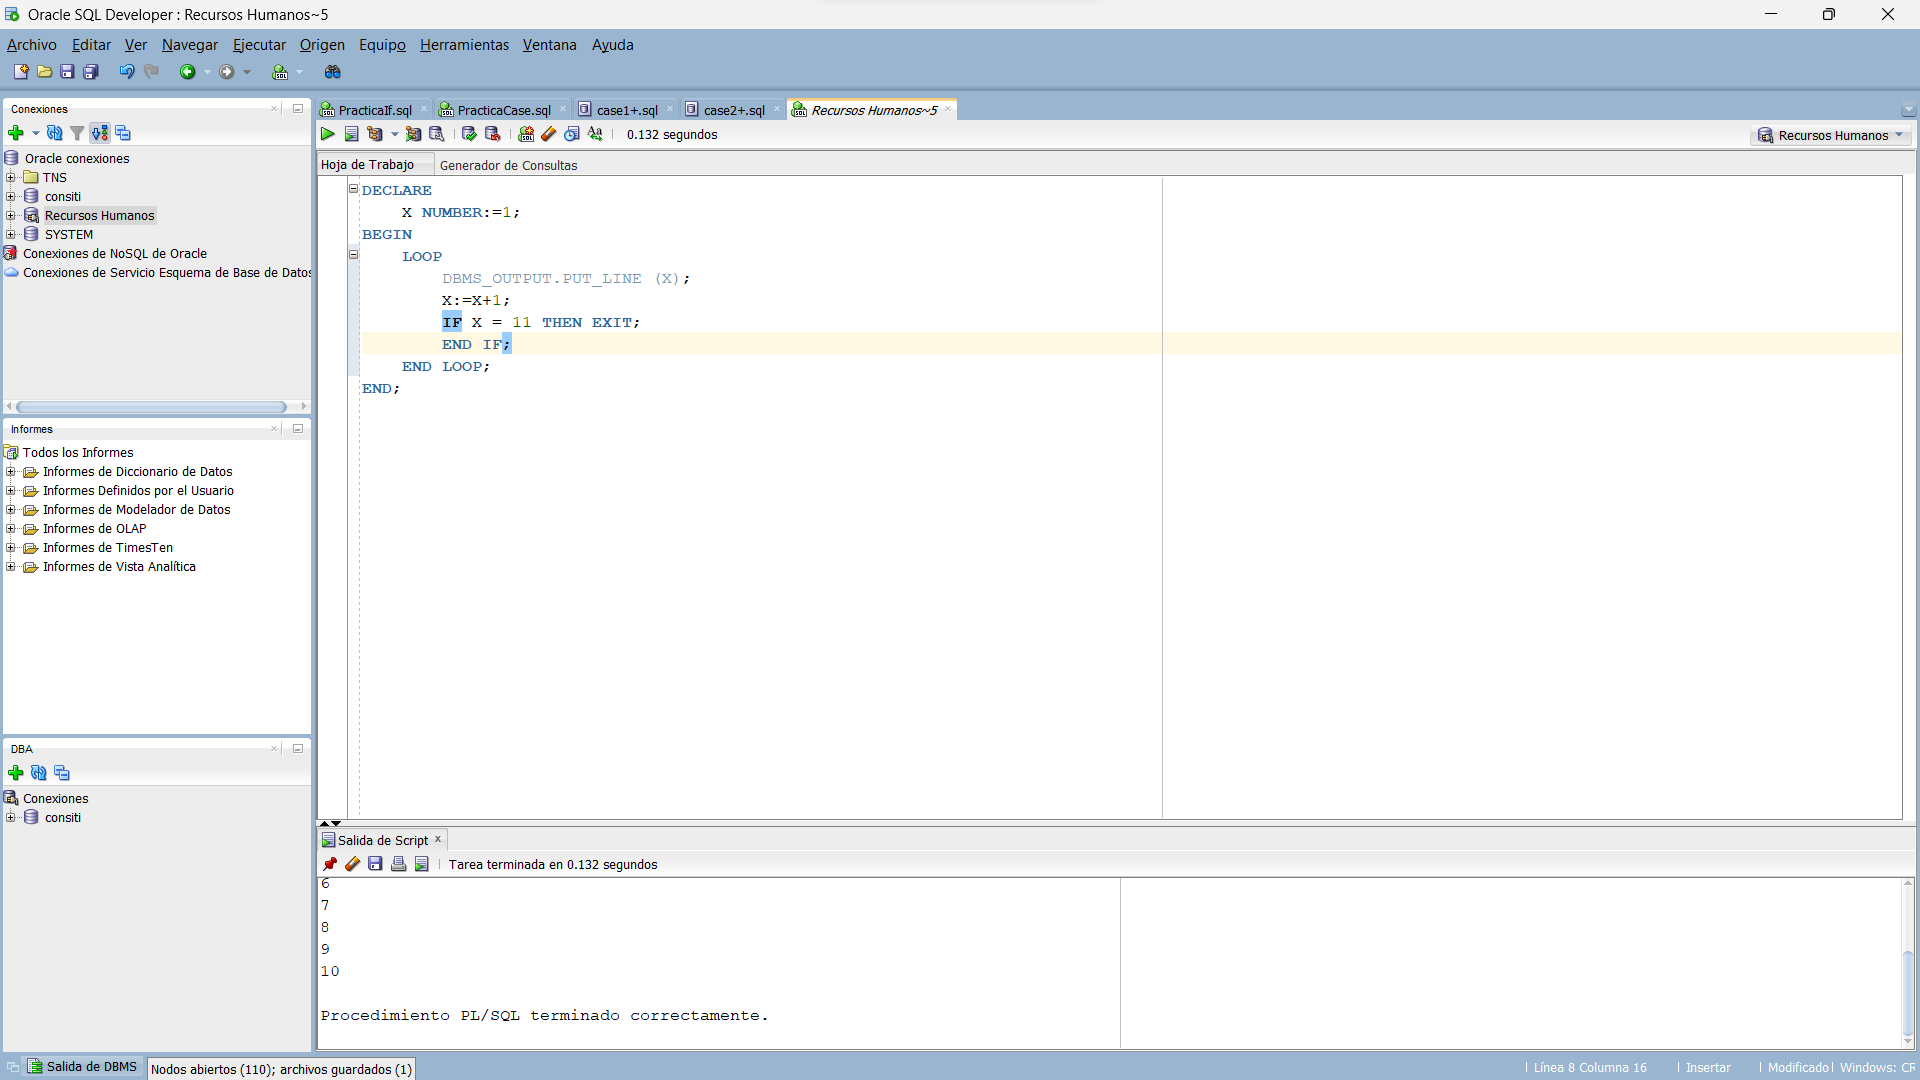 Oracle SQL Developer : Recursos Humanos~5
Archivo Editar Ver Navegar Ejecutar Origen Equipo Herramientas Ventana Ayuda
Conexiones
Oracle conexiones
TNS
consiti
Recursos Humanos
SYSTEM
Conexiones de NoSQL de Oracle
Conexiones de Servicio Esquema de Base de Datos
Informes
Todos los Informes
Informes de Diccionario de Datos
Informes Definidos por el Usuario
Informes de Modelador de Datos
Informes de OLAP
Informes de TimesTen
Informes de Vista Analítica
DBA
Conexiones
consiti
PracticaIf.sql PracticaCase.sql case1+.sql case2+.sql Recursos Humanos~5
0.132 segundos
Recursos Humanos
Hoja de Trabajo Generador de Consultas
DECLARE
X NUMBER:=1;
BEGIN
LOOP
DBMS_OUTPUT.PUT_LINE (X);
X:=X+1;
IF X = 11 THEN EXIT;
END IF;
END LOOP;
END;
Salida de Script
Tarea terminada en 0.132 segundos
6
7
8
9
10
Procedimiento PL/SQL terminado correctamente.
Salida de DBMS
Nodos abiertos (110); archivos guardados (1)
Línea 8 Columna 16 Insertar Modificado Windows: CR